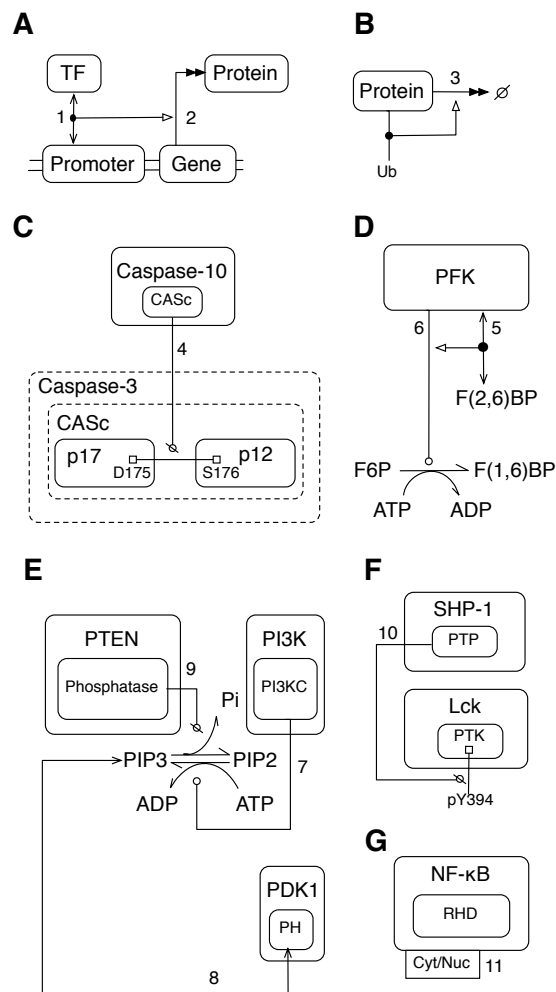 A
TF
Protein
1
2
Promoter
Gene
B
Protein
3
Ub
C
Caspase-10
CASc
4
Caspase-3
CASc
p17
p12
D175
S176
D
PFK
6
5
F(2,6)BP
F6P
F(1,6)BP
ATP
ADP
E
PTEN
Phosphatase
9
PI3K
PI3KC
Pi
PIP3
PIP2
7
ADP
ATP
PDK1
PH
8
F
SHP-1
10
PTP
Lck
PTK
pY394
G
NF-κB
RHD
Cyt/Nuc
11